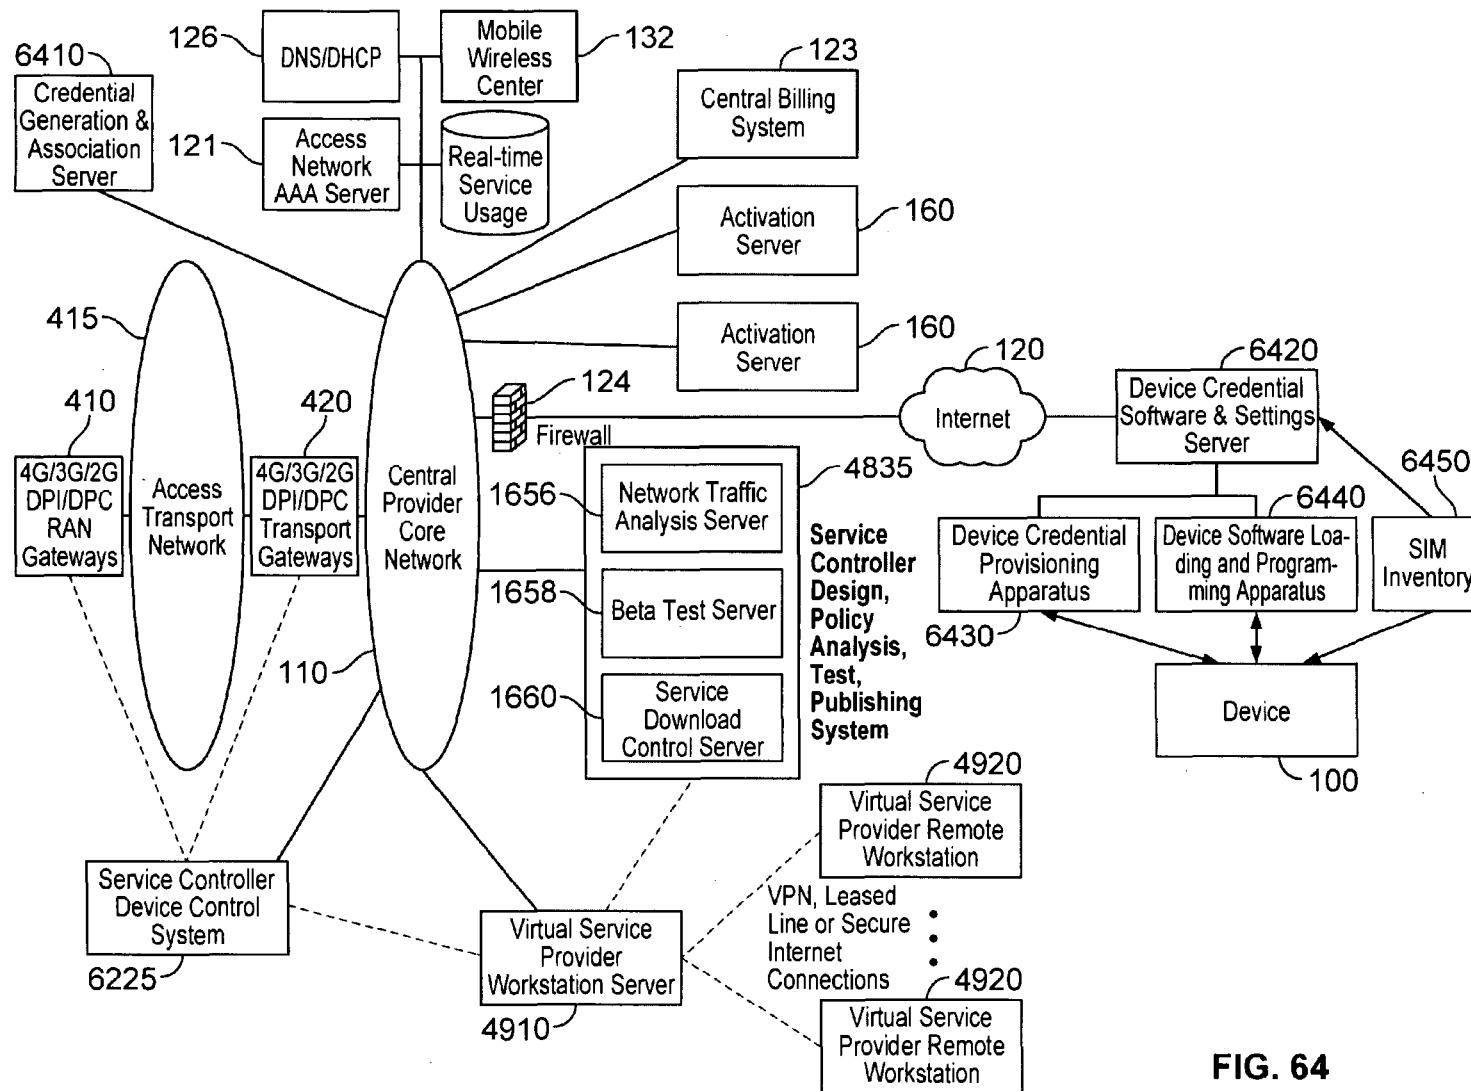 6410
Credential
Generation &
Association
Server
126
DNS/DHCP
Mobile
Wireless
Center
132
121
Access
Network
AAA Server
Real-time
Service
Usage
123
Central Billing
System
Activation
Server
160
Activation
Server
160
415
410
4G/3G/2G
DPI/DPC
RAN
Gateways
Access
Transport
Network
420
4G/3G/2G
DPI/DPC
Transport
Gateways
Central
Provider
Core
Network
110
124
Firewall
120
Internet
6420
Device Credential
Software & Settings
Server
4835
1656
Network Traffic
Analysis Server
1658
Beta Test Server
1660
Service
Download
Control Server
Service
Controller
Design,
Policy
Analysis,
Test,
Publishing
System
Device Credential
Provisioning
Apparatus
6430
6440
Device Software Loa-
ding and Program-
ming Apparatus
6450
SIM
Inventory
Device
100
Service Controller
Device Control
System
6225
Virtual Service
Provider
Workstation Server
4910
4920
Virtual Service
Provider Remote
Workstation
VPN, Leased
Line or Secure
Internet
Connections
4920
Virtual Service
Provider Remote
Workstation
FIG. 64